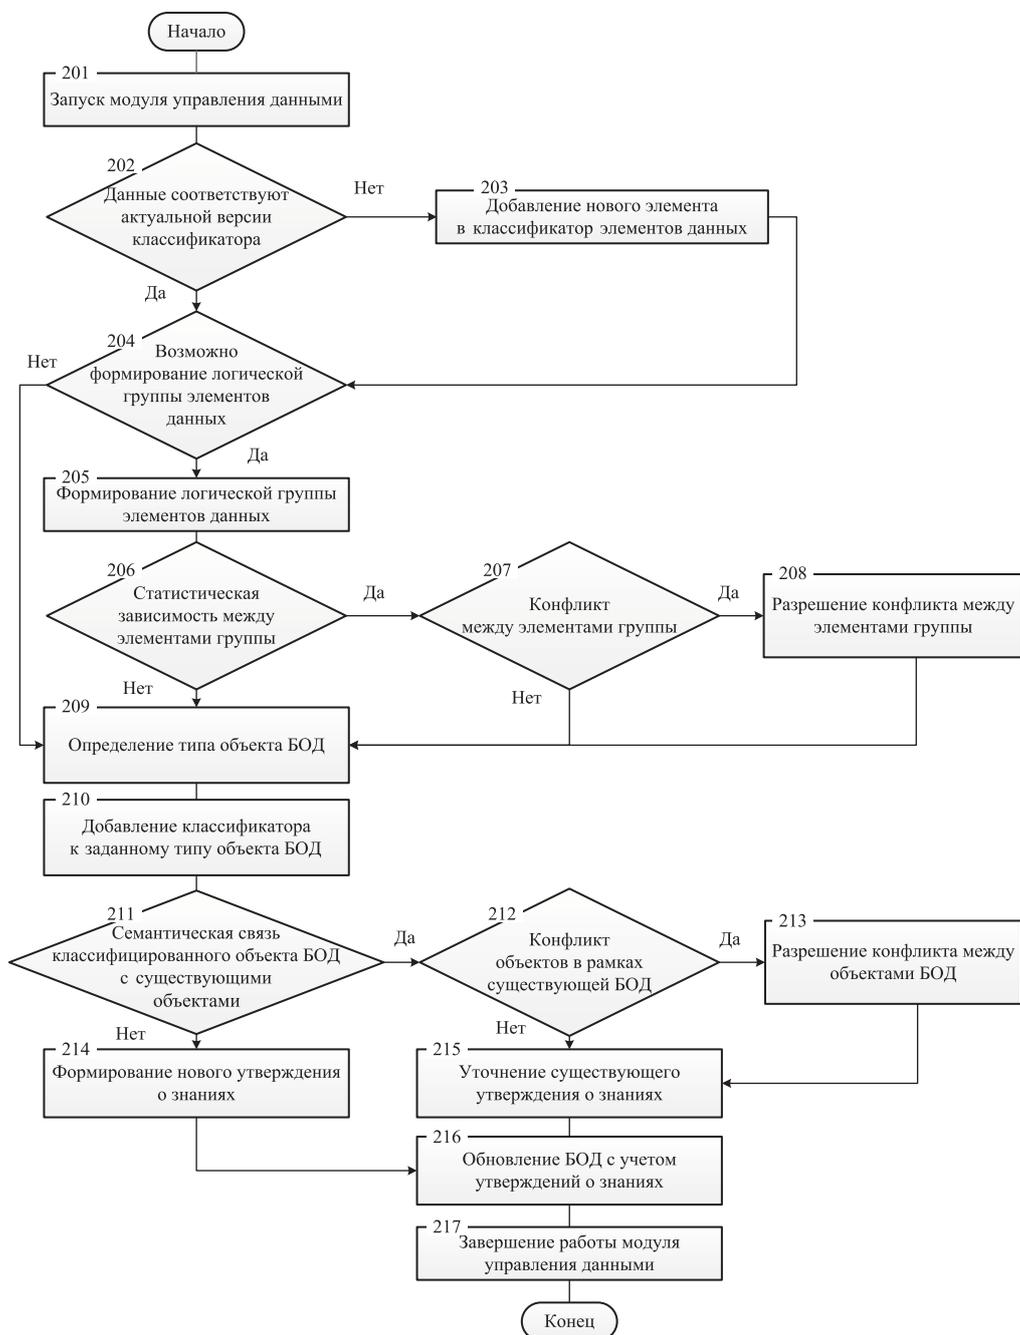 Начало
201
Запуск модуля управления данными
202
Данные соответствуют
актуальной версии
классификатора
Нет
203
Добавление нового элемента
в классификатор элементов данных
Да
204
Возможно
формирование логической
группы элементов
данных
Нет
Да
205
Формирование логической группы
элементов данных
206
Статистическая
зависимость между
элементами группы
Да
207
Конфликт
между элементами группы
Да
208
Разрешение конфликта между
элементами группы
Нет
Нет
209
Определение типа объекта БОД
210
Добавление классификатора
к заданному типу объекта БОД
211
Семантическая связь
классифицированного объекта БОД
с существующими
объектами
Да
212
Конфликт
объектов в рамках
существующей БОД
Да
213
Разрешение конфликта между
объектами БОД
Нет
Нет
214
Формирование нового утверждения
о знаниях
215
Уточнение существующего
утверждения о знаниях
216
Обновление БОД с учетом
утверждений о знаниях
217
Завершение работы модуля
управления данными
Конец